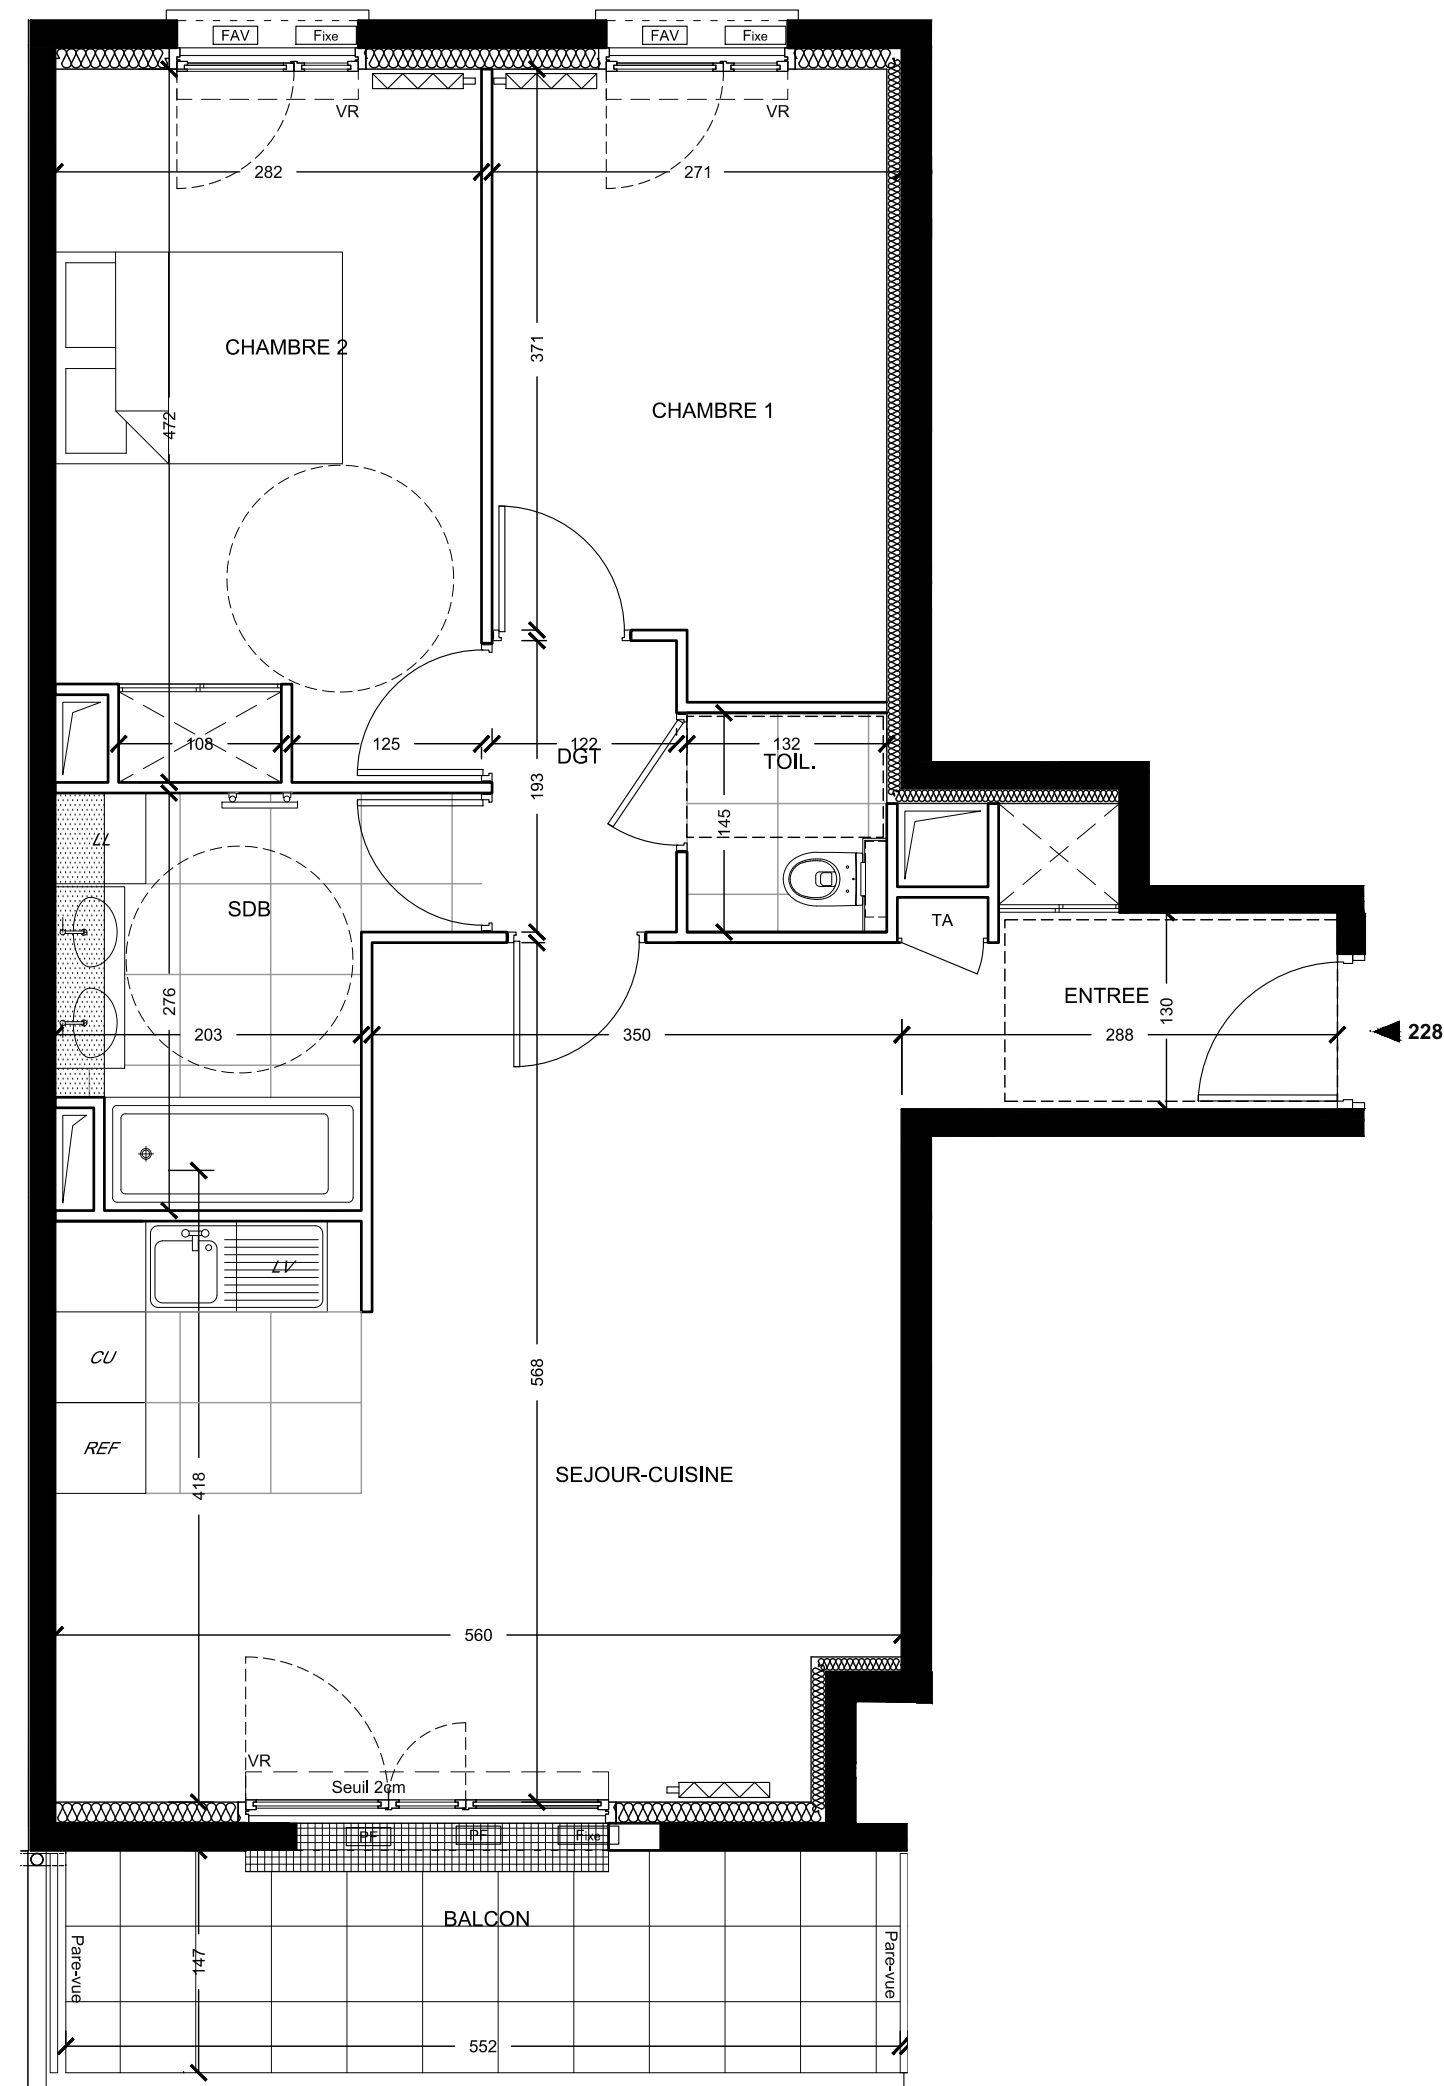 FAV
Fixe
FAV
Fixe
VR
VR
282
271
CHAMBRE 2
371
CHAMBRE 1
472
108
125
122
132
DGT
TOIL.
193
145
LL
SDB
TA
276
ENTREE
130
203
350
288
228
LV
CU
568
REF
418
SEJOUR-CUISINE
560
VR
Seuil 2cm
PF
PF
Fixe
BALCON
Pare-vue
147
Pare-vue
552